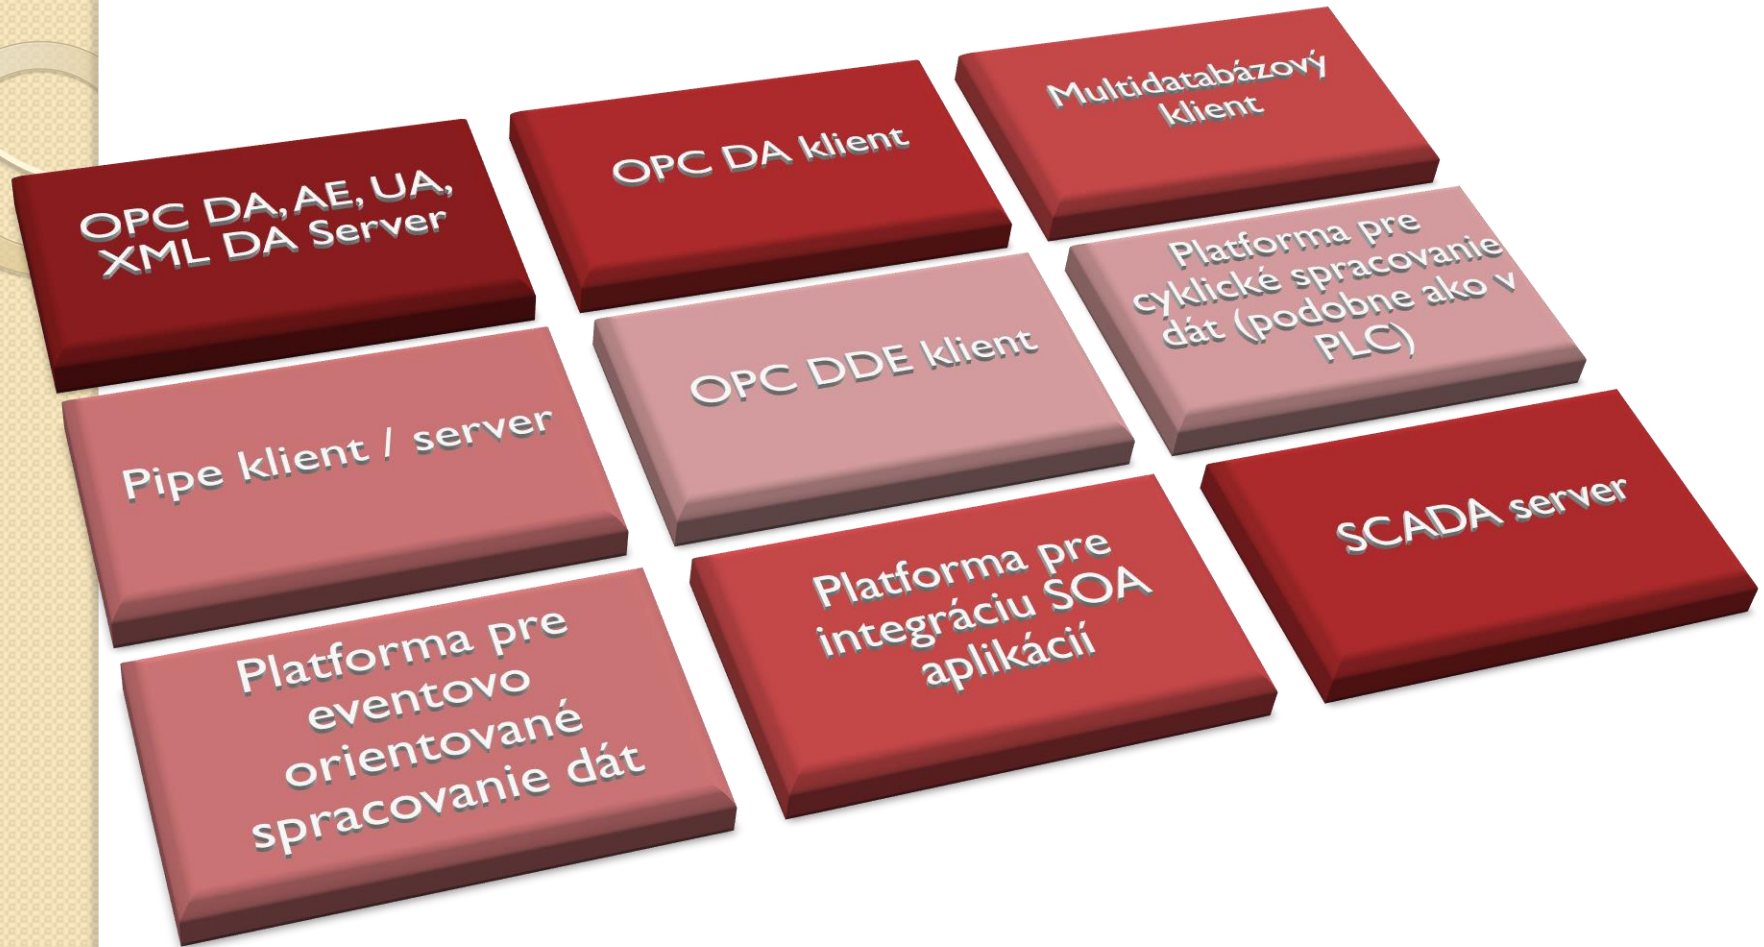 OPC DA, AE, UA,
XML DA Server
OPC DA klient
Multidatabázový
klient
Pipe klient / server
OPC DDE klient
Platforma pre
cyklické spracovanie
dát (podobne ako v
PLC)
Platforma pre
eventovo
orientované
spracovanie dát
Platforma pre
integráciu SOA
aplikácií
SCADA server